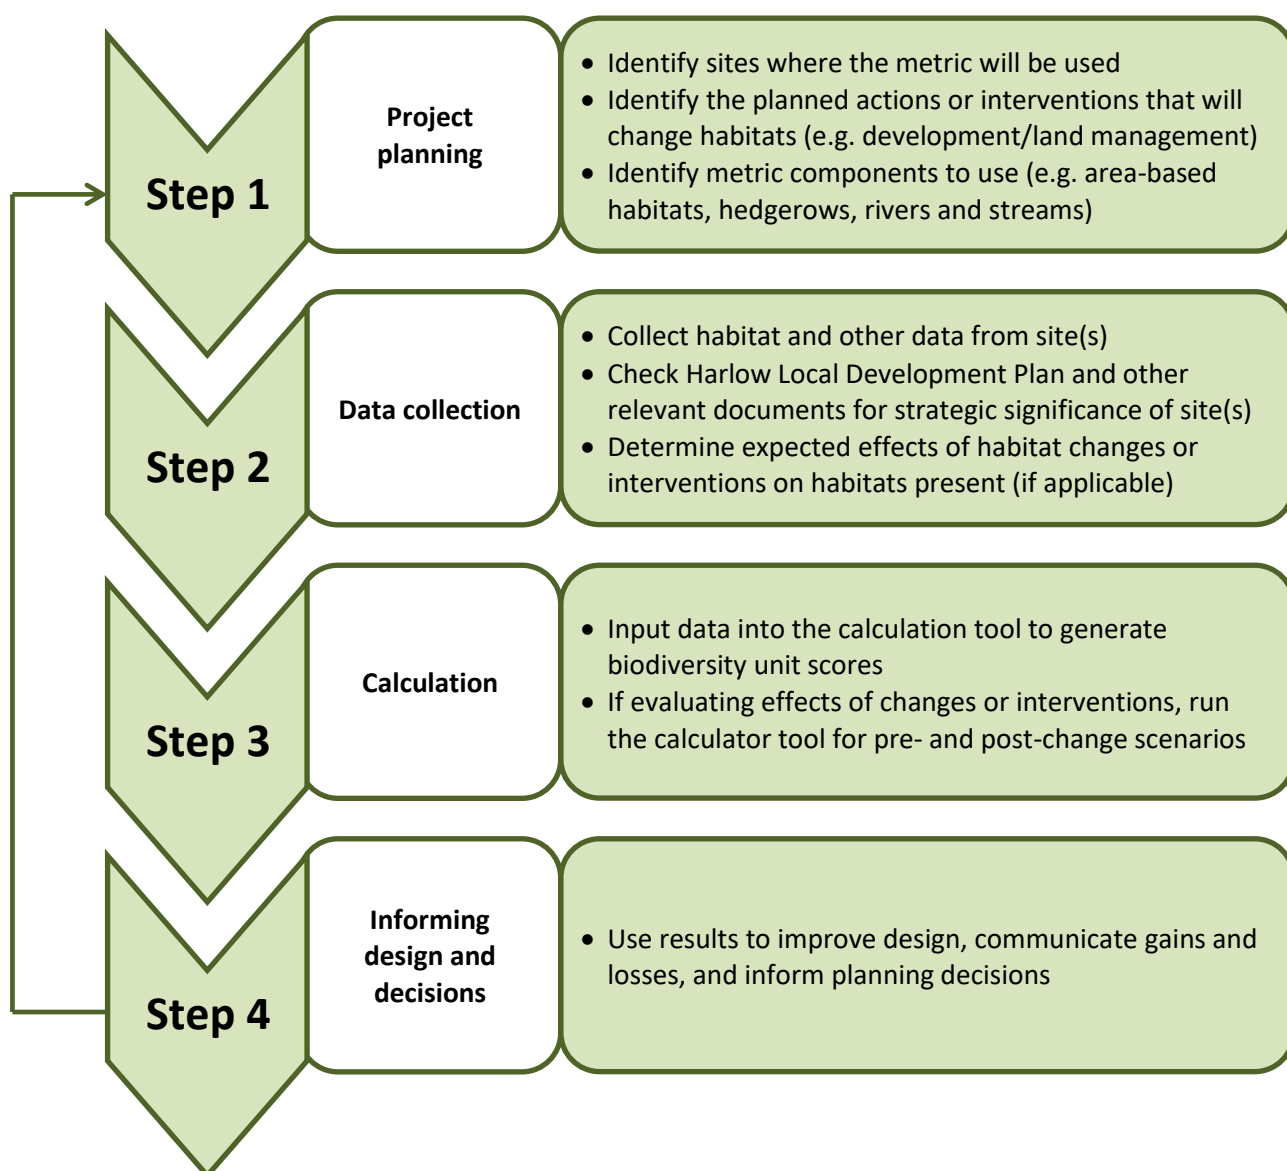 Step 1
Project
planning
• Identify sites where the metric will be used
• Identify the planned actions or interventions that will
change habitats (e.g. development/land management)
• Identify metric components to use (e.g. area-based
habitats, hedgerows, rivers and streams)
Step 2
Data collection
• Collect habitat and other data from site(s)
• Check Harlow Local Development Plan and other
relevant documents for strategic significance of site(s)
• Determine expected effects of habitat changes or
interventions on habitats present (if applicable)
Step 3
Calculation
• Input data into the calculation tool to generate
biodiversity unit scores
• If evaluating effects of changes or interventions, run
the calculator tool for pre- and post-change scenarios
Step 4
Informing
design and
decisions
• Use results to improve design, communicate gains and
losses, and inform planning decisions